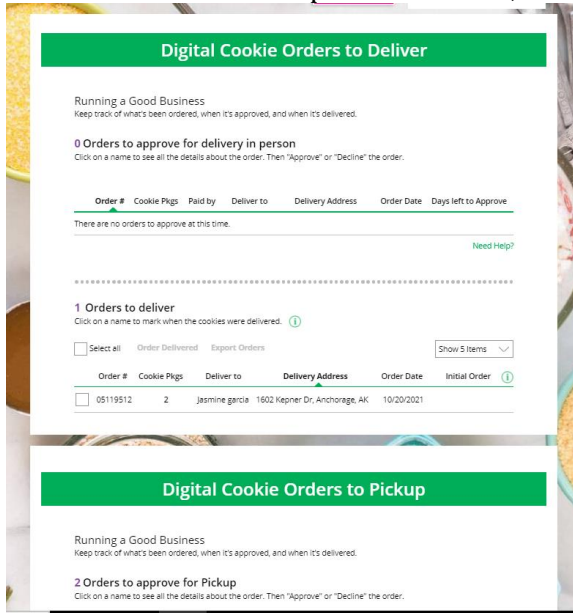 Digital Cookie Orders to Deliver
Running a Good Business
Keep track of what's been ordered, when it's approved, and when it's delivered.
0 Orders to approve for delivery in person
Click on a name to see all the details about the order. Then "Approve" or "Decline" the order.
Order # Cookie Pkgs Paid by Deliver to Delivery Address Order Date Days left to Approve
There are no orders to approve at this time.
Need Help?
1 Orders to deliver
Click on a name to mark when the cookies were delivered. i
Select all Order Delivered Export Orders Show 5 Items
Order # Cookie Pkgs Deliver to Delivery Address Order Date Initial Order i
05119512 2 Jasmine garcia 1602 Kepner Dr, Anchorage, AK 10/20/2021
Digital Cookie Orders to Pickup
Running a Good Business
Keep track of what's been ordered, when it's approved, and when it's delivered.
2 Orders to approve for Pickup
Click on a name to see all the details about the order. Then "Approve" or "Decline" the order.